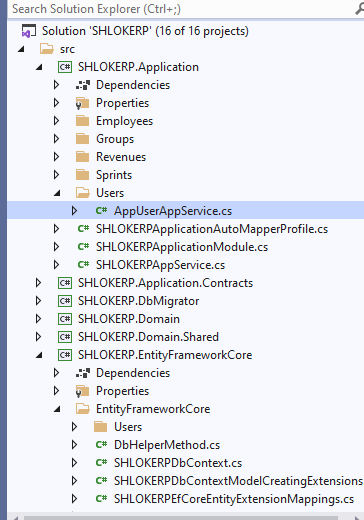 Search Solution Explorer (Ctrl+;)
Solution 'SHLOKERP' (16 of 16 projects)
src
C# SHLOKERP.Application
Dependencies
Properties
Employees
Groups
Revenues
Sprints
Users
C# AppUserAppService.cs
C# SHLOKERPApplicationAutoMapperProfile.cs
C# SHLOKERPApplicationModule.cs
C# SHLOKERPAppService.cs
C# SHLOKERP.Application.Contracts
C# SHLOKERP.DbMigrator
C# SHLOKERP.Domain
C# SHLOKERP.Domain.Shared
C# SHLOKERP.EntityFrameworkCore
Dependencies
Properties
EntityFrameworkCore
Users
C# DbHelperMethod.cs
C# SHLOKERPDbContext.cs
C# SHLOKERPDbContextModelCreatingExtensions
C# SHLOKERPEfCoreEntityExtensionMappings.cs